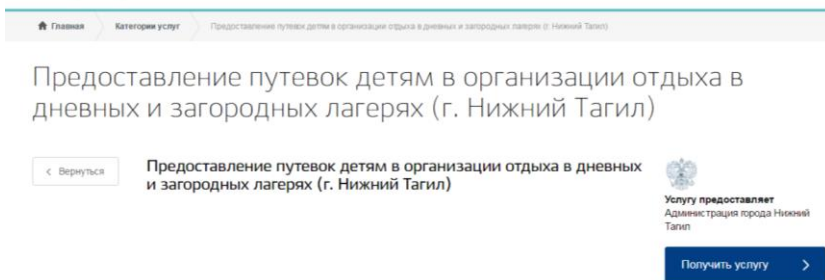 Главная Категории услуг Предоставление путевок детям в организации отдыха в дневных и загородных лагерях (г. Нижний Тагил)
Предоставление путевок детям в организации отдыха в
дневных и загородных лагерях (г. Нижний Тагил)
Вернуться
Предоставление путевок детям в организации отдыха в дневных
и загородных лагерях (г. Нижний Тагил)
Услугу предоставляет
Администрация города Нижний
Тагил
Получить услугу